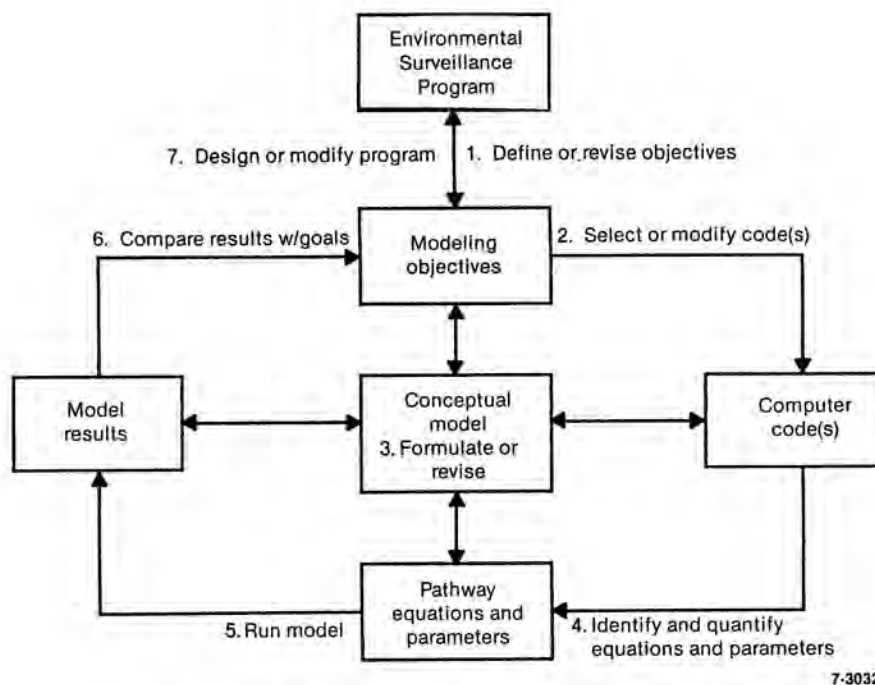 Environmental
Surveillance
Program
7. Design or modify program
1. Define or revise objectives
6. Compare results w/goals
Modeling
objectives
2. Select or modify code(s)
Model
results
Conceptual
model
3. Formulate or
revise
Computer
code(s)
5. Run model
Pathway
equations and
parameters
4. Identify and quantify
equations and parameters
7-3032